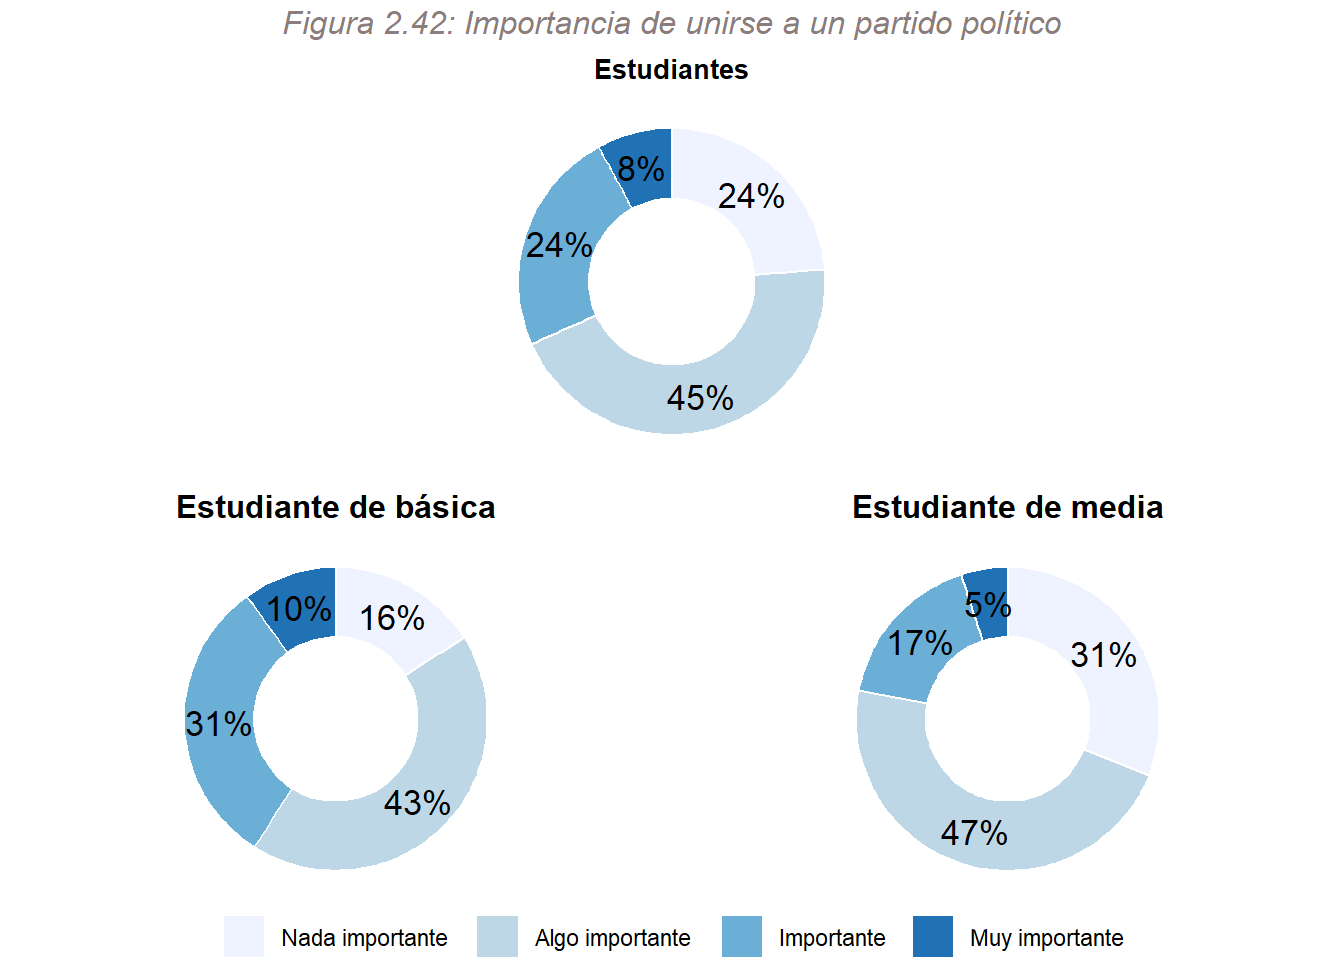 Figura 2.42: Importancia de unirse a un partido político
Estudiantes
8%
24%
24%
45%
Estudiante de básica
Estudiante de media
10%
16%
31%
43%
5%
17%
31%
47%
Nada importante
Algo importante
Importante
Muy importante